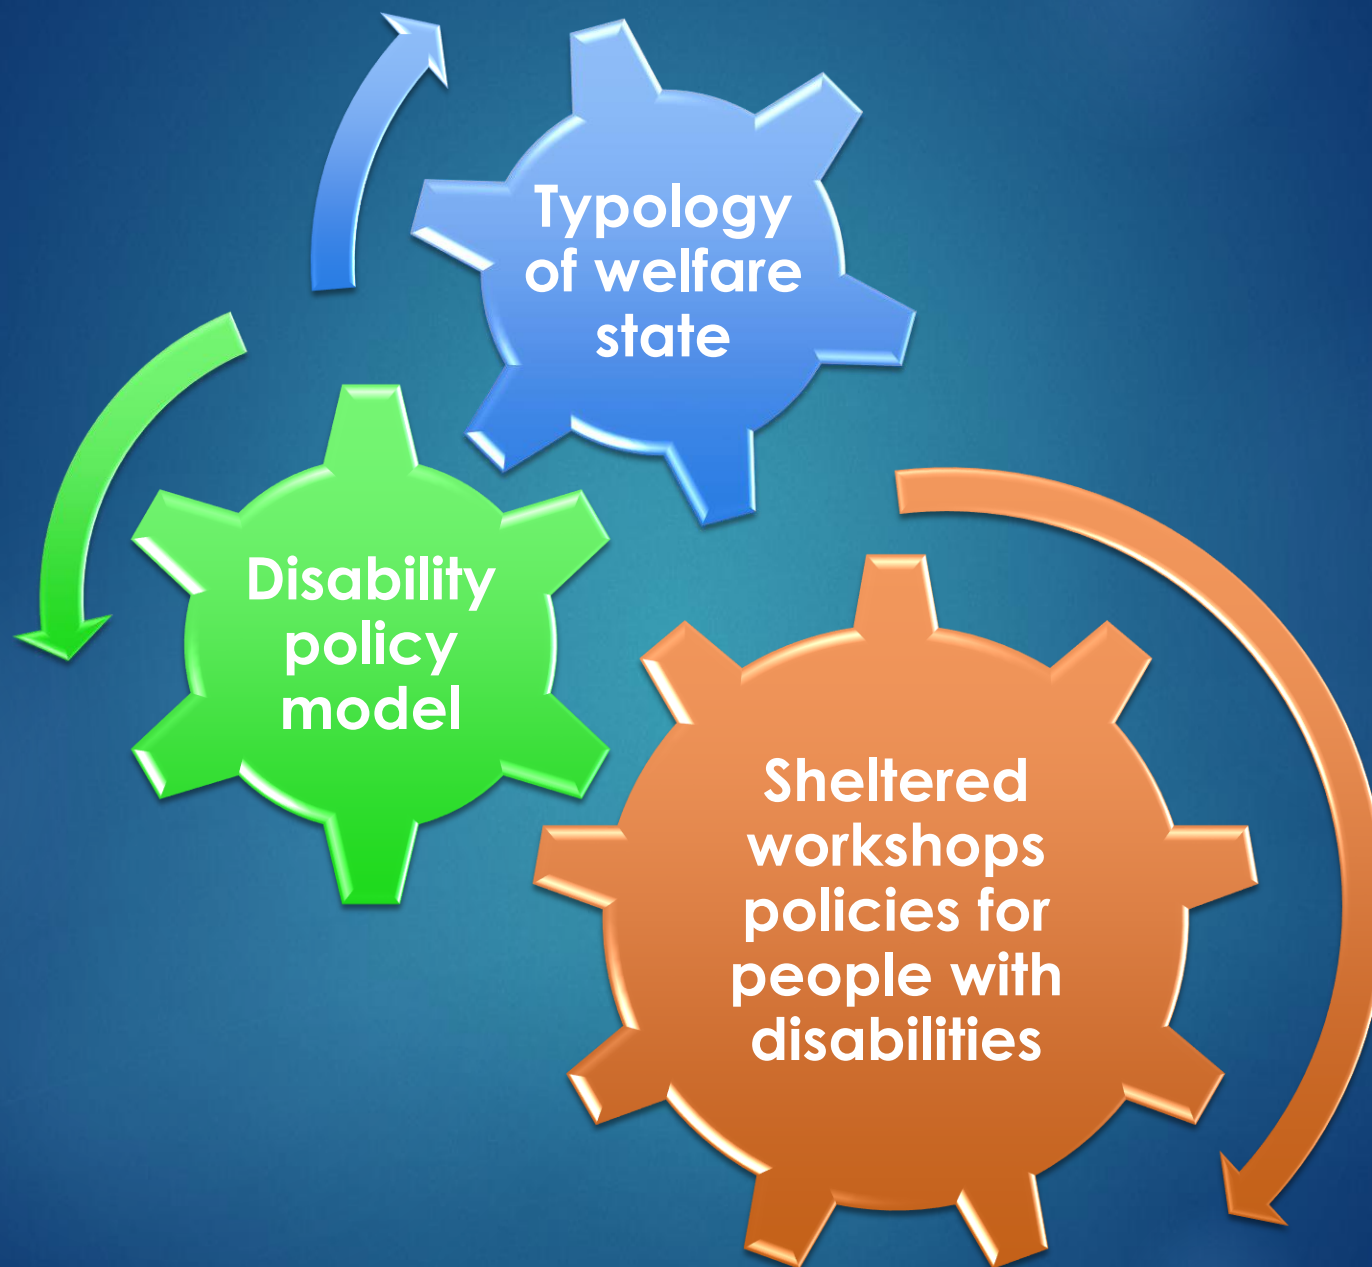 Typology
of welfare
state
Disability
policy
model
Sheltered
workshops
policies for
people with
disabilities